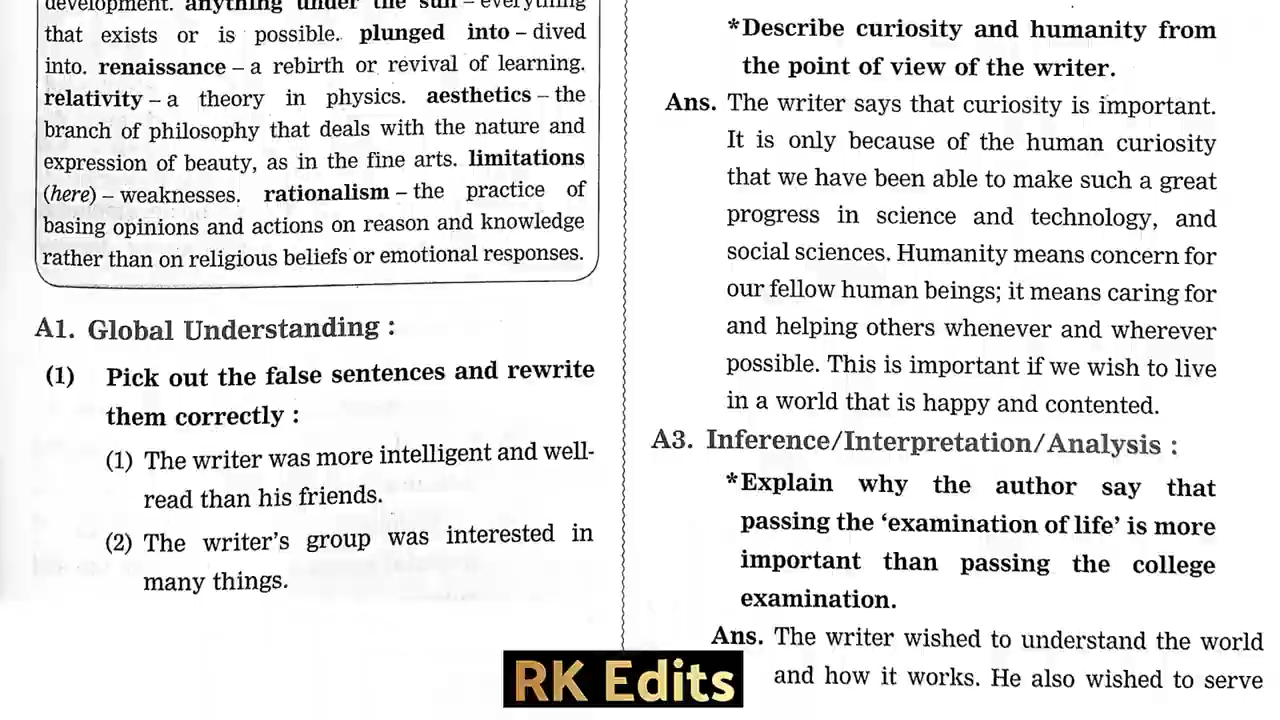 development. anything under the sun – everything
that exists or is possible. plunged into – dived
into. renaissance – a rebirth or revival of learning.
relativity – a theory in physics. aesthetics – the
branch of philosophy that deals with the nature and
expression of beauty, as in the fine arts. limitations
(here) – weaknesses. rationalism – the practice of
basing opinions and actions on reason and knowledge
rather than on religious beliefs or emotional responses.
A1. Global Understanding :
(1) Pick out the false sentences and rewrite
them correctly :
(1) The writer was more intelligent and well-
read than his friends.
(2) The writer's group was interested in
many things.
*Describe curiosity and humanity from
the point of view of the writer.
Ans. The writer says that curiosity is important.
It is only because of the human curiosity
that we have been able to make such a great
progress in science and technology, and
social sciences. Humanity means concern for
our fellow human beings; it means caring for
and helping others whenever and wherever
possible. This is important if we wish to live
in a world that is happy and contented.
A3. Inference/Interpretation/Analysis :
*Explain why the author say that
passing the 'examination of life' is more
important than passing the college
examination.
Ans. The writer wished to understand the world
and how it works. He also wished to serve
RK Edits